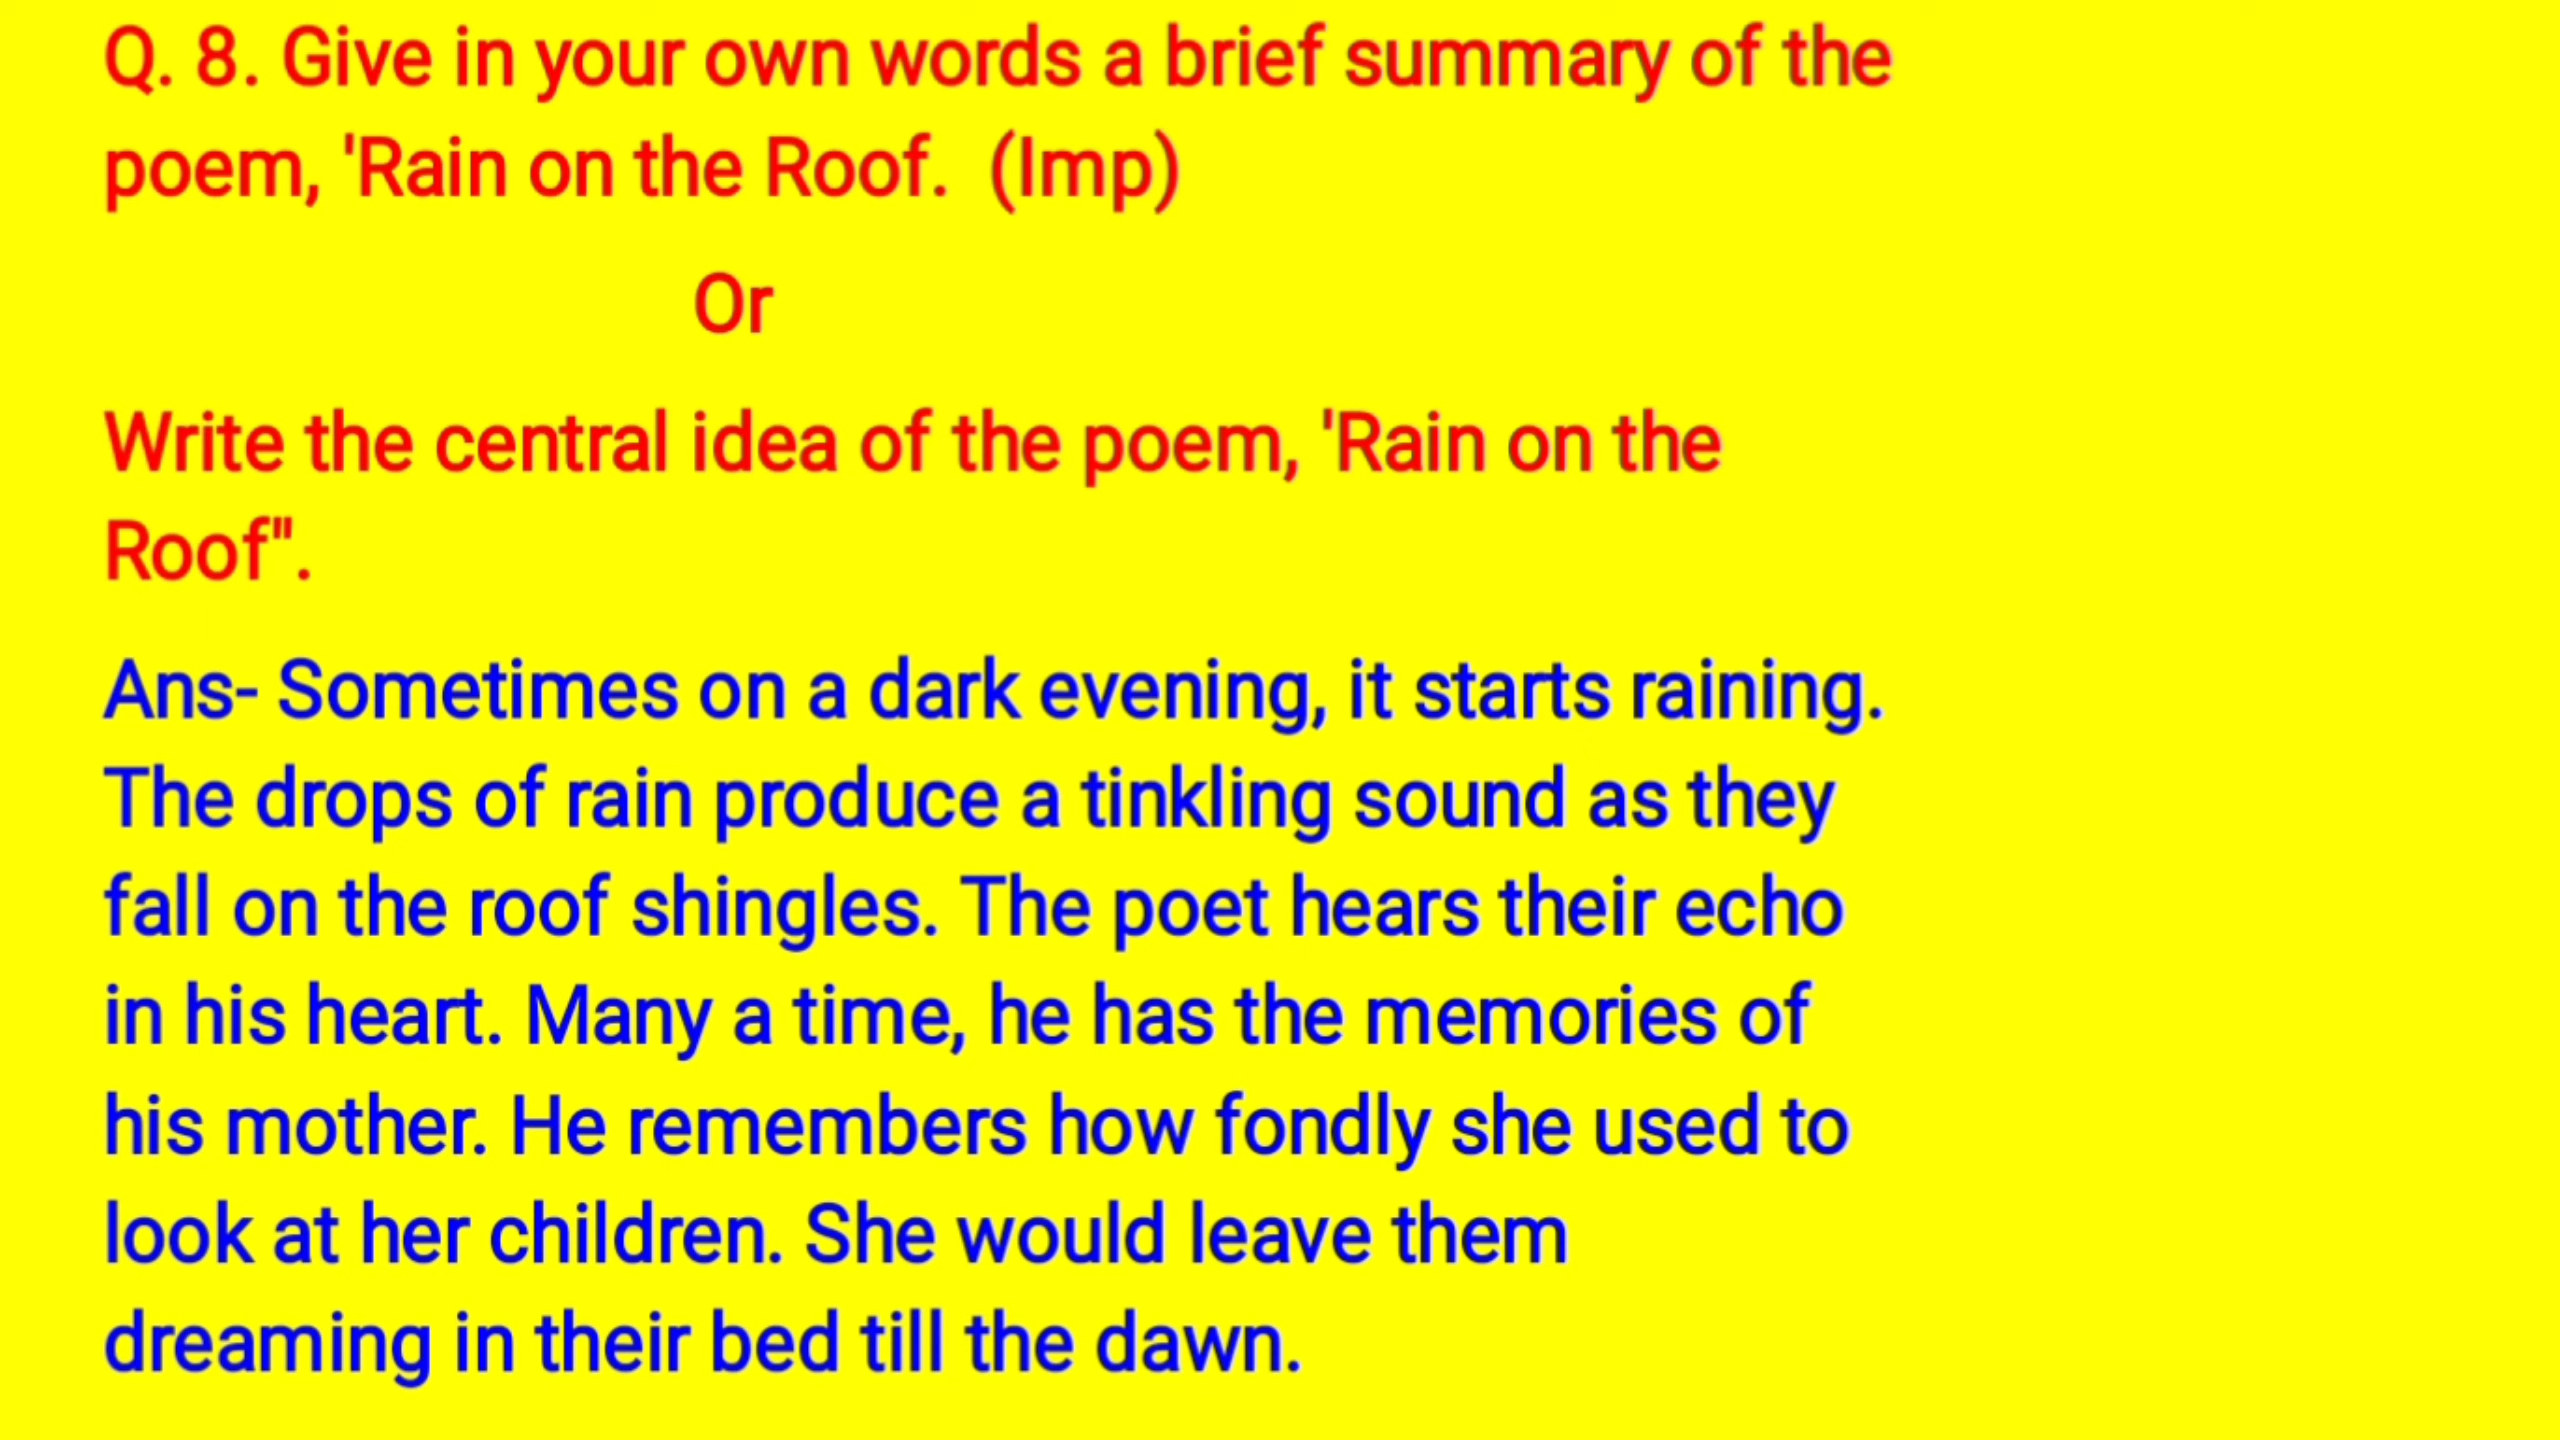 Q. 8. Give in your own words a brief summary of the
poem, 'Rain on the Roof.  (Imp)
Or
Write the central idea of the poem, 'Rain on the
Roof".
Ans- Sometimes on a dark evening, it starts raining.
The drops of rain produce a tinkling sound as they
fall on the roof shingles. The poet hears their echo
in his heart. Many a time, he has the memories of
his mother. He remembers how fondly she used to
look at her children. She would leave them
dreaming in their bed till the dawn.